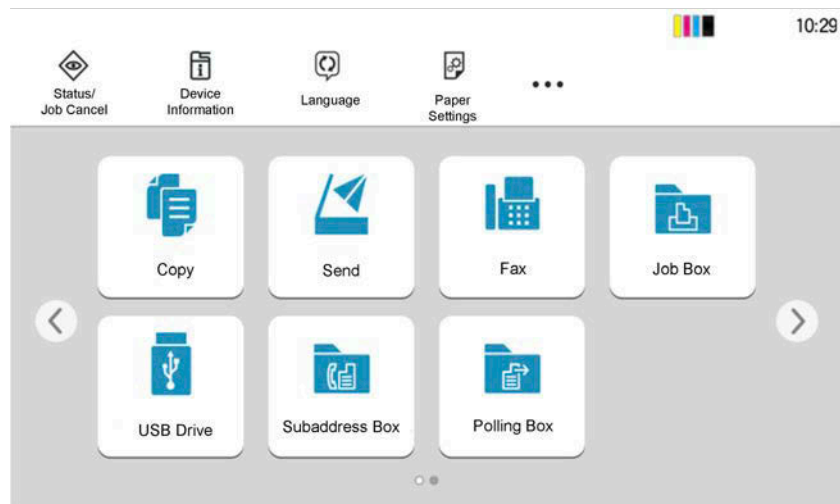 10:29
Status/
Job Cancel
Device
Information
Language
Paper
Settings
Copy
Send
Fax
Job Box
USB Drive
Subaddress Box
Polling Box